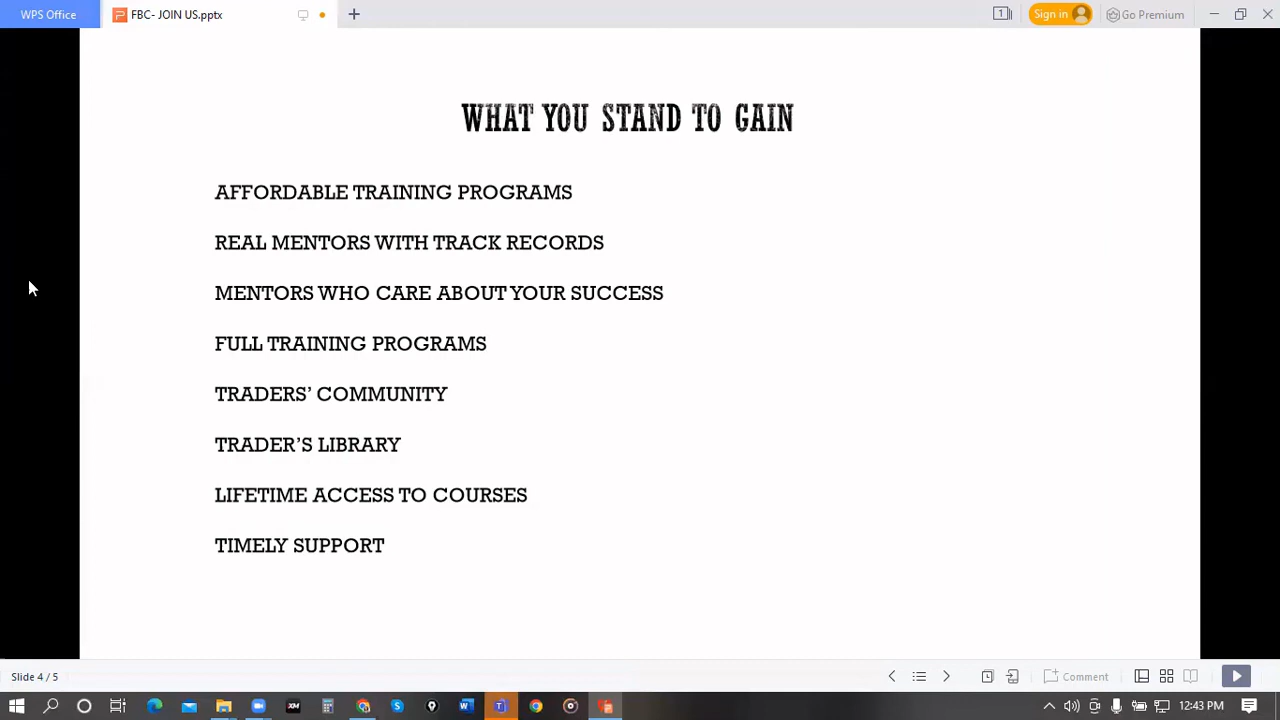 WPS Office
FBC- JOIN US.pptx
1
Sign in
Go Premium
WHAT YOU STAND TO GAIN
AFFORDABLE TRAINING PROGRAMS
REAL MENTORS WITH TRACK RECORDS
MENTORS WHO CARE ABOUT YOUR SUCCESS
FULL TRAINING PROGRAMS
TRADERS’ COMMUNITY
TRADER’S LIBRARY
LIFETIME ACCESS TO COURSES
TIMELY SUPPORT
Slide 4 / 5
Comment
12:43 PM